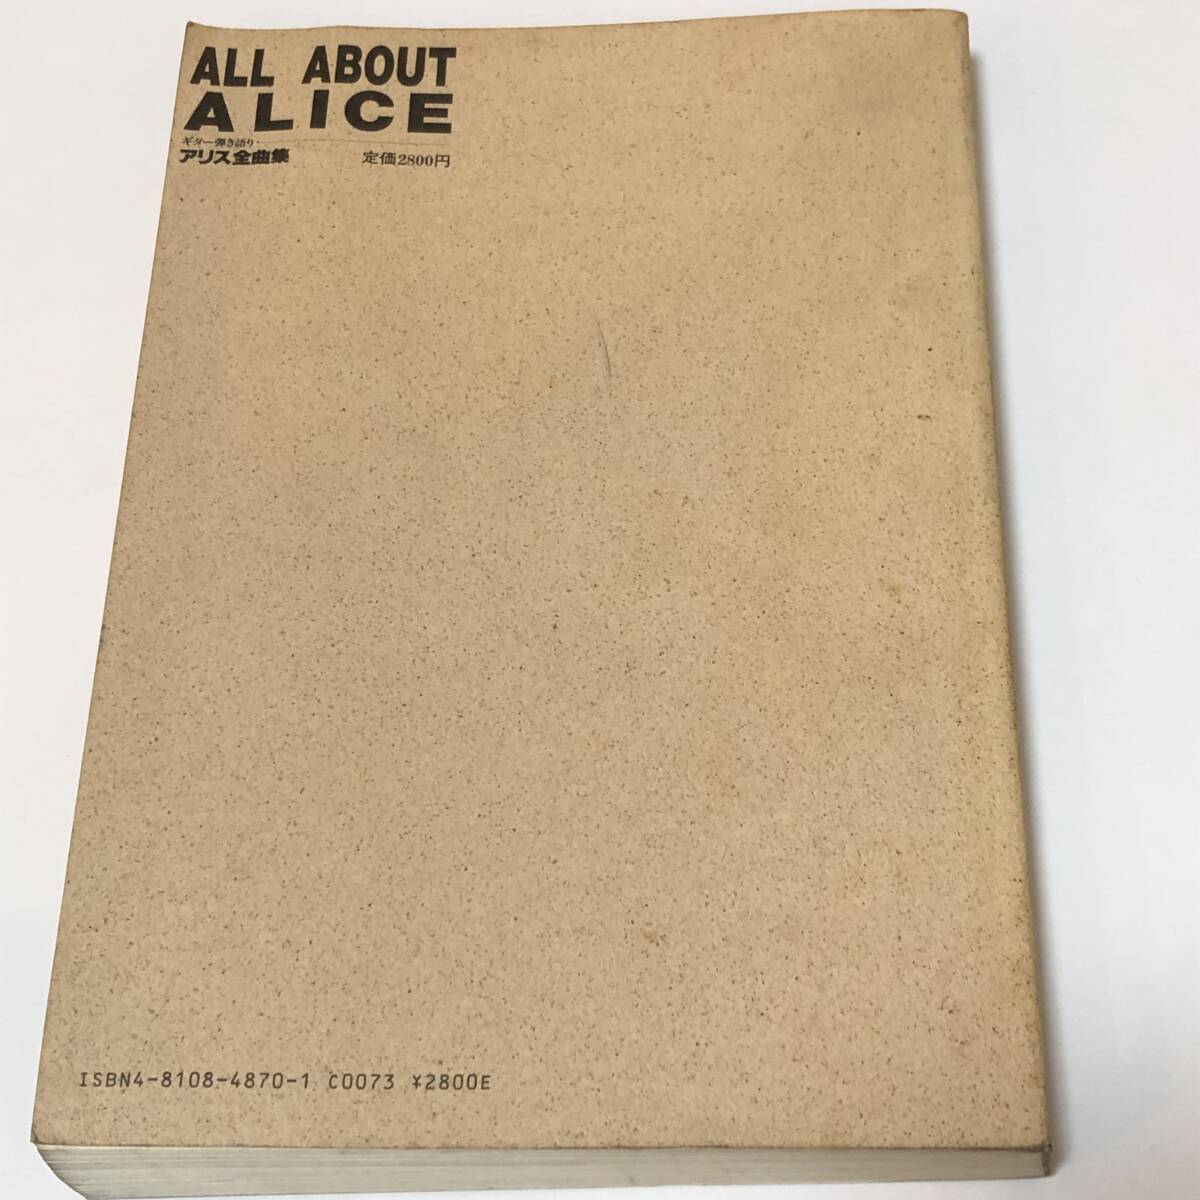 ALL ABOUT
ALICE
ギター弾き語り
アリス全曲集 定価2800円
ISBN4-8108-4870-1 C0073 ¥2800E